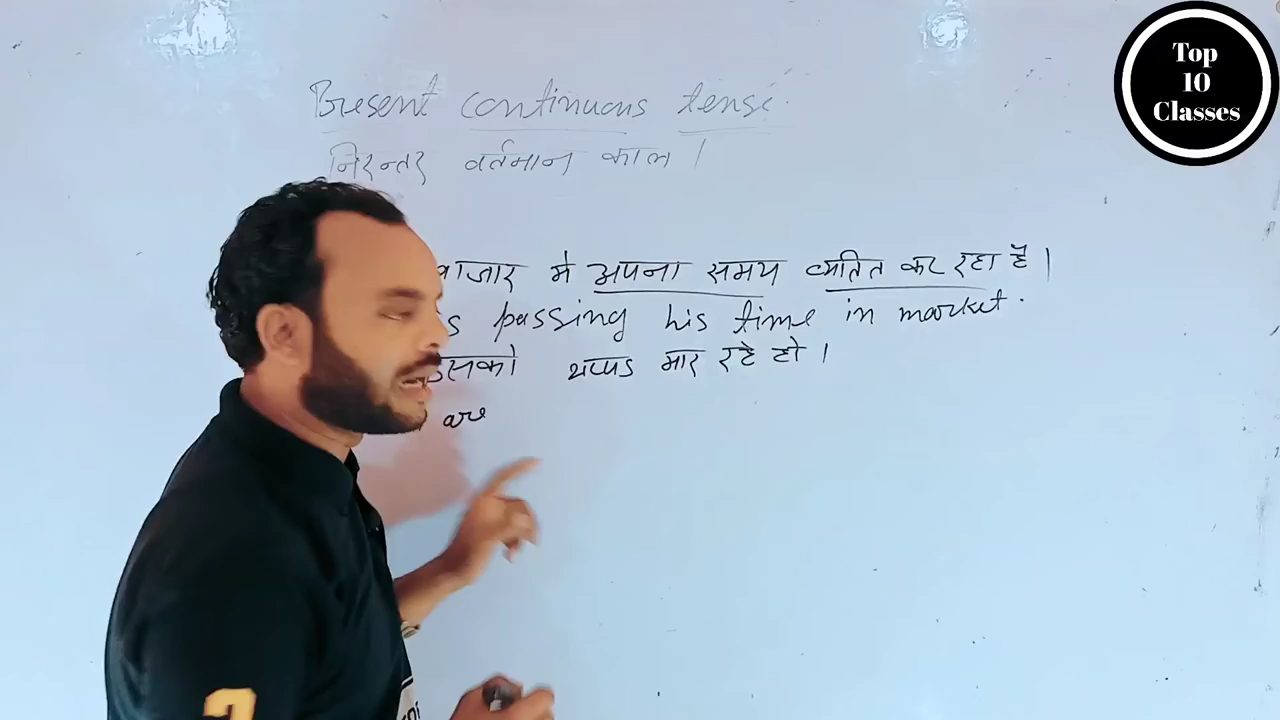 Top
10
Classes
Present continuous tense.
निरन्तर वर्तमान काल ।
बाजार मे अपना समय व्यतित कर रहा है ।
s passing his time in market.
उसको थप्पड मार रहे हो ।
are